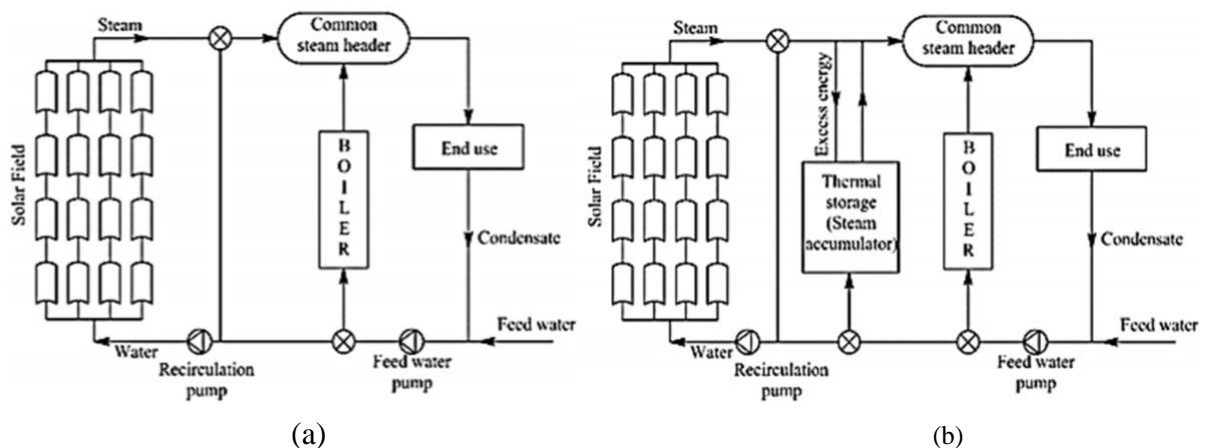 Steam
Common
steam header
Solar Field
BOILER
End use
Condensate
Feed water
Water
Recirculation
pump
Feed water
pump
(a)
Steam
Common
steam header
Excess energy
Solar Field
Thermal
storage
(Steam
accumulator)
BOILER
End use
Condensate
Feed water
Water
Recirculation
pump
Feed water
pump
(b)